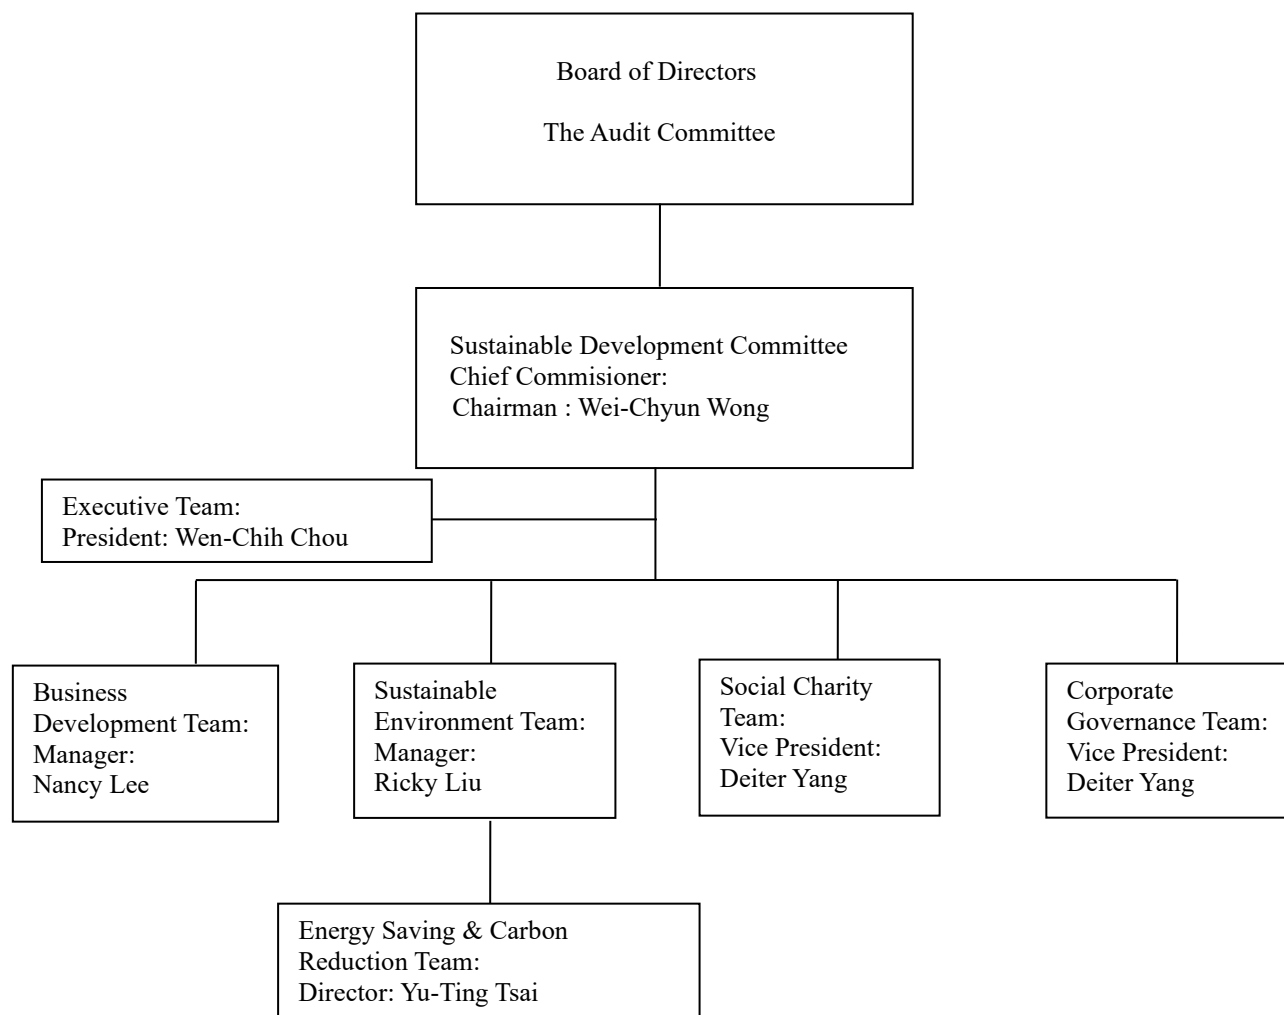 Board of Directors
The Audit Committee
Sustainable Development Committee
Chief Commisioner:
Chairman : Wei-Chyun Wong
Executive Team:
President: Wen-Chih Chou
Business
Development Team:
Manager:
Nancy Lee
Sustainable
Environment Team:
Manager:
Ricky Liu
Social Charity
Team:
Vice President:
Deiter Yang
Corporate
Governance Team:
Vice President:
Deiter Yang
Energy Saving & Carbon
Reduction Team:
Director: Yu-Ting Tsai